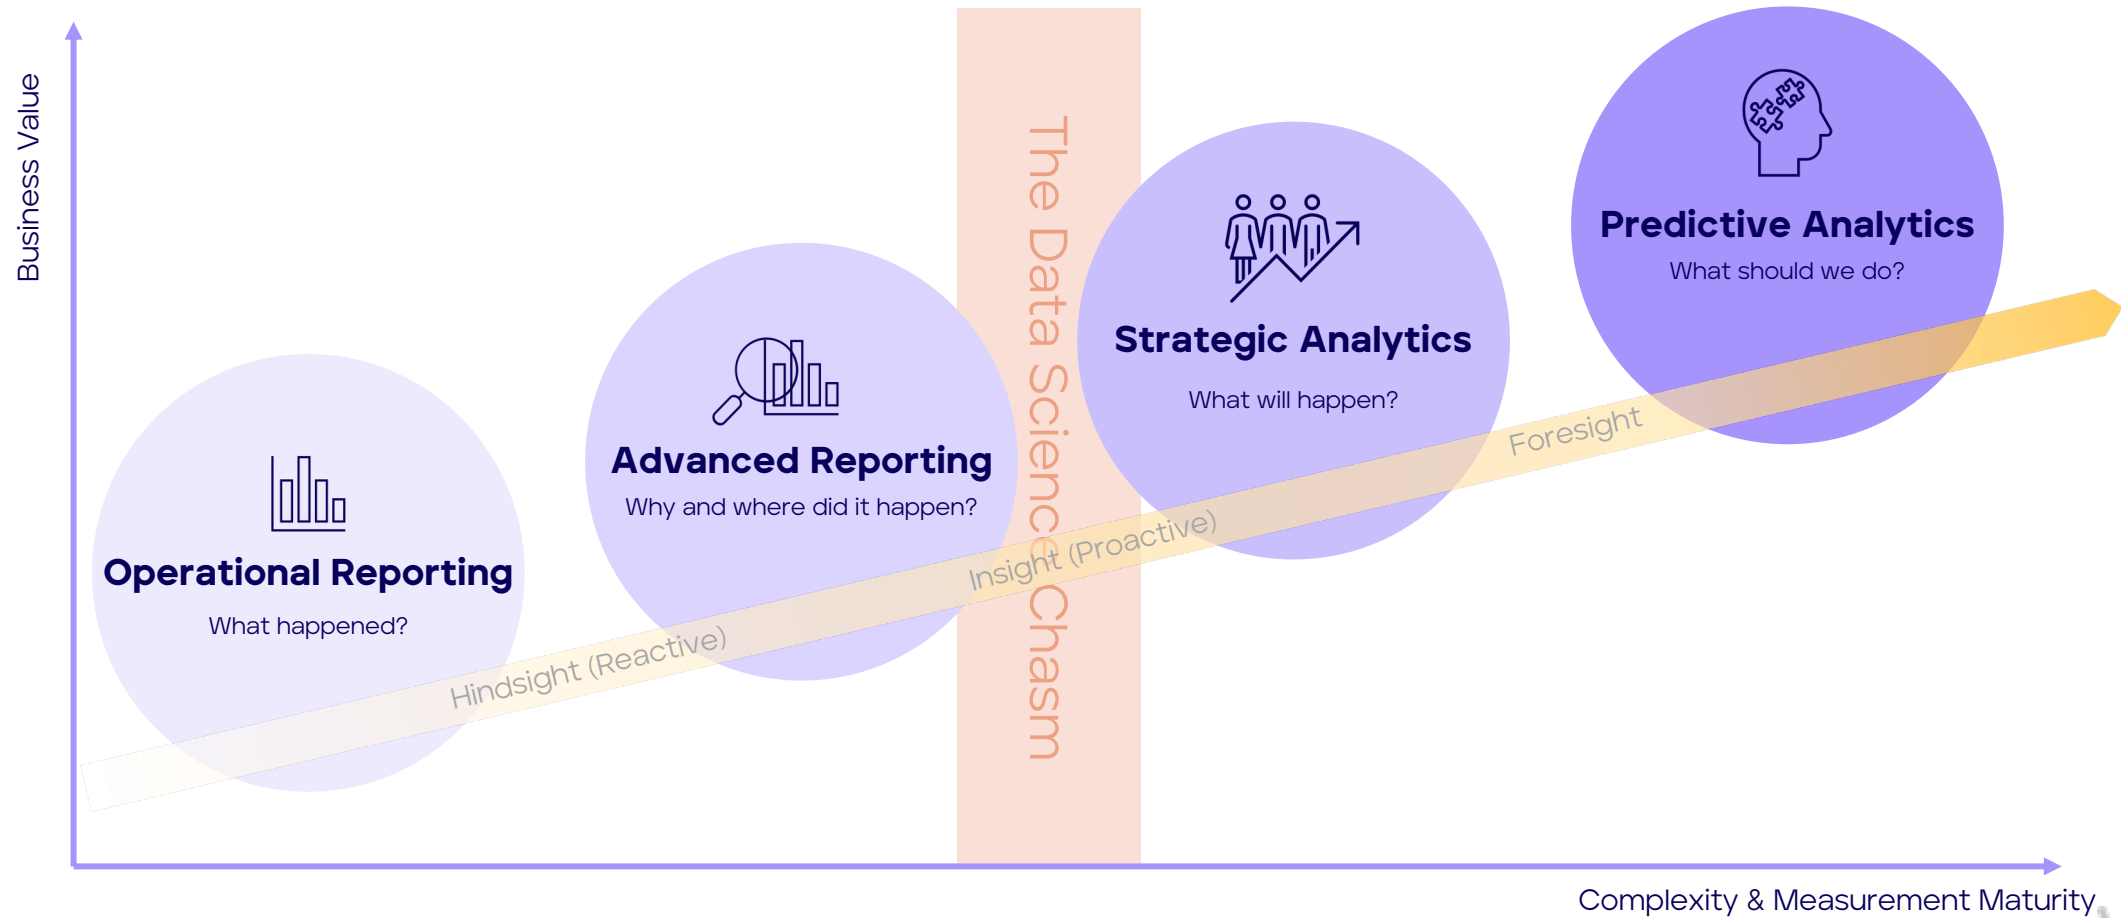 Business Value
Operational Reporting
What happened?
Hindsight (Reactive)
Advanced Reporting
Why and where did it happen?
The Data Science Chasm
Insight (Proactive)
Strategic Analytics
What will happen?
Foresight
Predictive Analytics
What should we do?
Complexity & Measurement Maturity